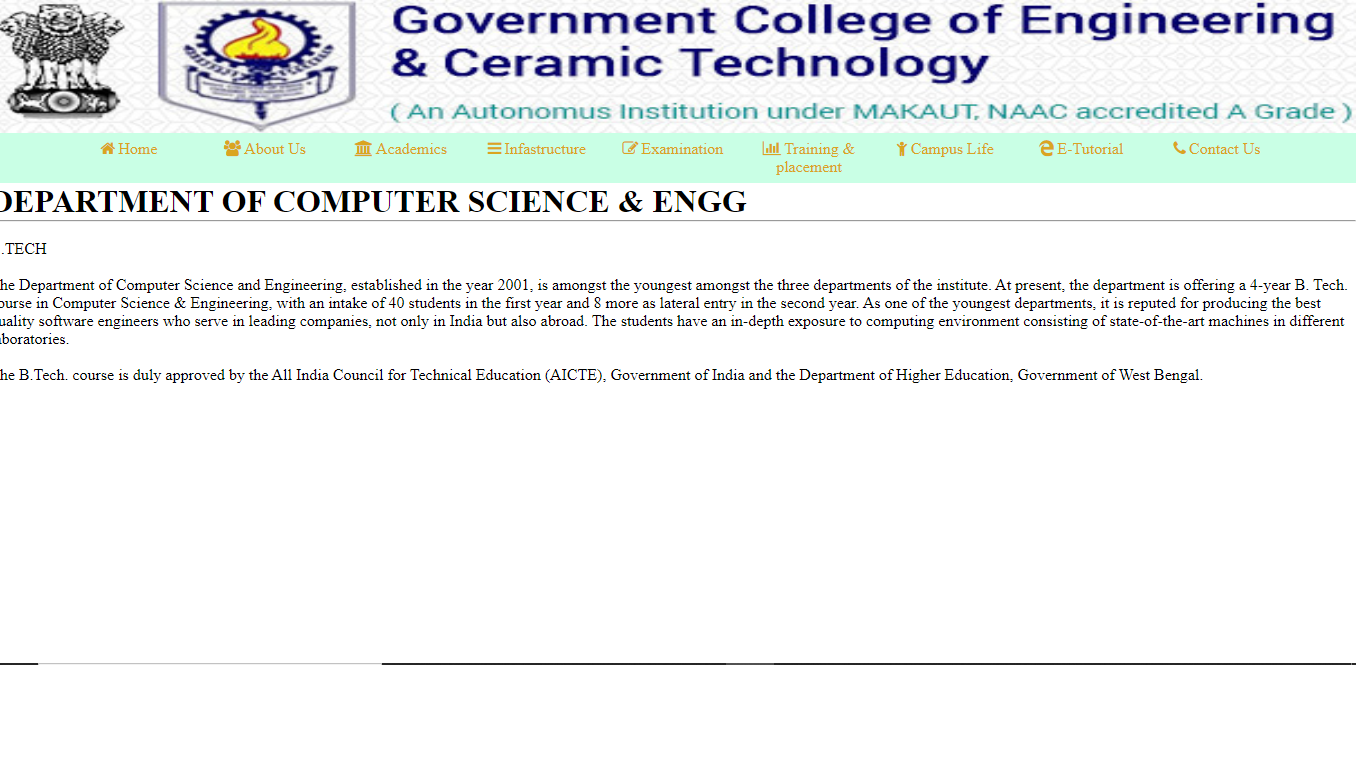 Government College of Engineering
& Ceramic Technology
( An Autonomus Institution under MAKAUT, NAAC accredited A Grade )
Home About Us Academics Infastructure Examination Training & placement Campus Life E-Tutorial Contact Us
DEPARTMENT OF COMPUTER SCIENCE & ENGG
.TECH
he Department of Computer Science and Engineering, established in the year 2001, is amongst the youngest amongst the three departments of the institute. At present, the department is offering a 4-year B. Tech.
ourse in Computer Science & Engineering, with an intake of 40 students in the first year and 8 more as lateral entry in the second year. As one of the youngest departments, it is reputed for producing the best
uality software engineers who serve in leading companies, not only in India but also abroad. The students have an in-depth exposure to computing environment consisting of state-of-the-art machines in different
boratories.
he B.Tech. course is duly approved by the All India Council for Technical Education (AICTE), Government of India and the Department of Higher Education, Government of West Bengal.